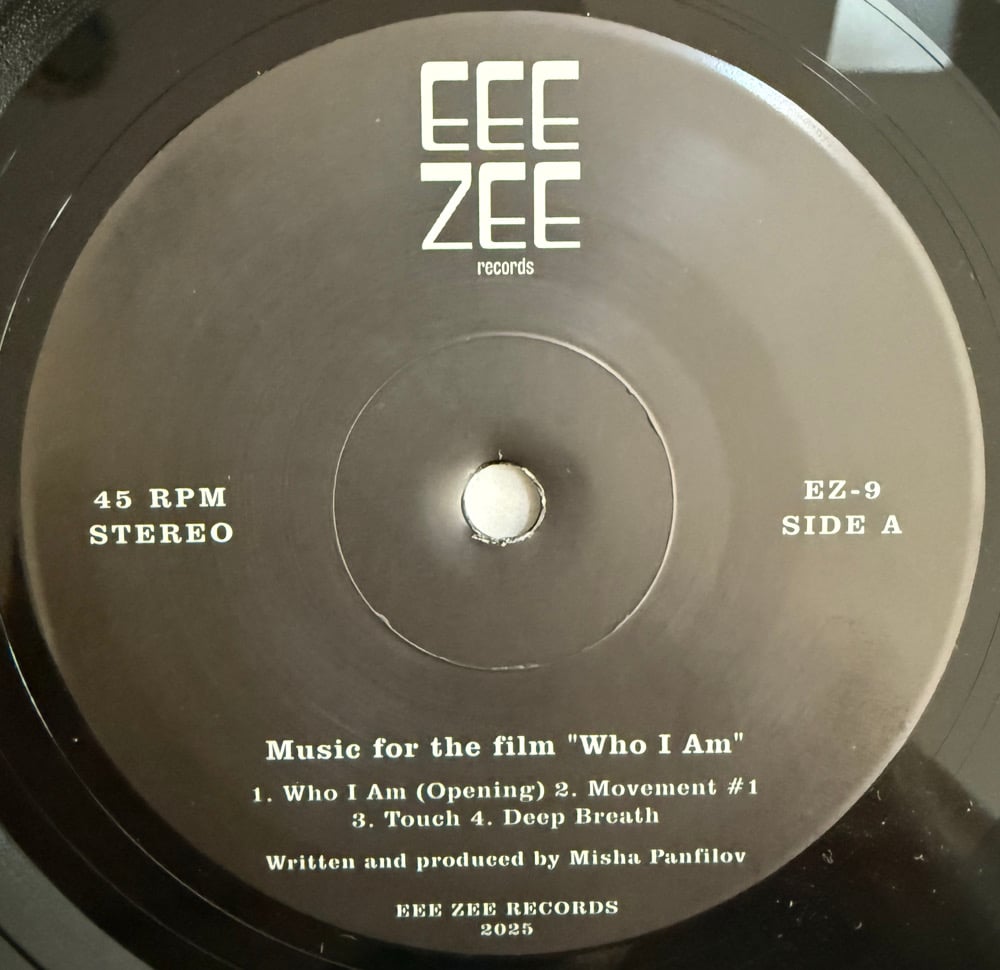 EEE
ZEE
records
45 RPM
STEREO
EZ-9
SIDE A
Music for the film "Who I Am"
1. Who I Am (Opening) 2. Movement #1
3. Touch 4. Deep Breath
Written and produced by Misha Panfilov
EEE ZEE RECORDS
2025